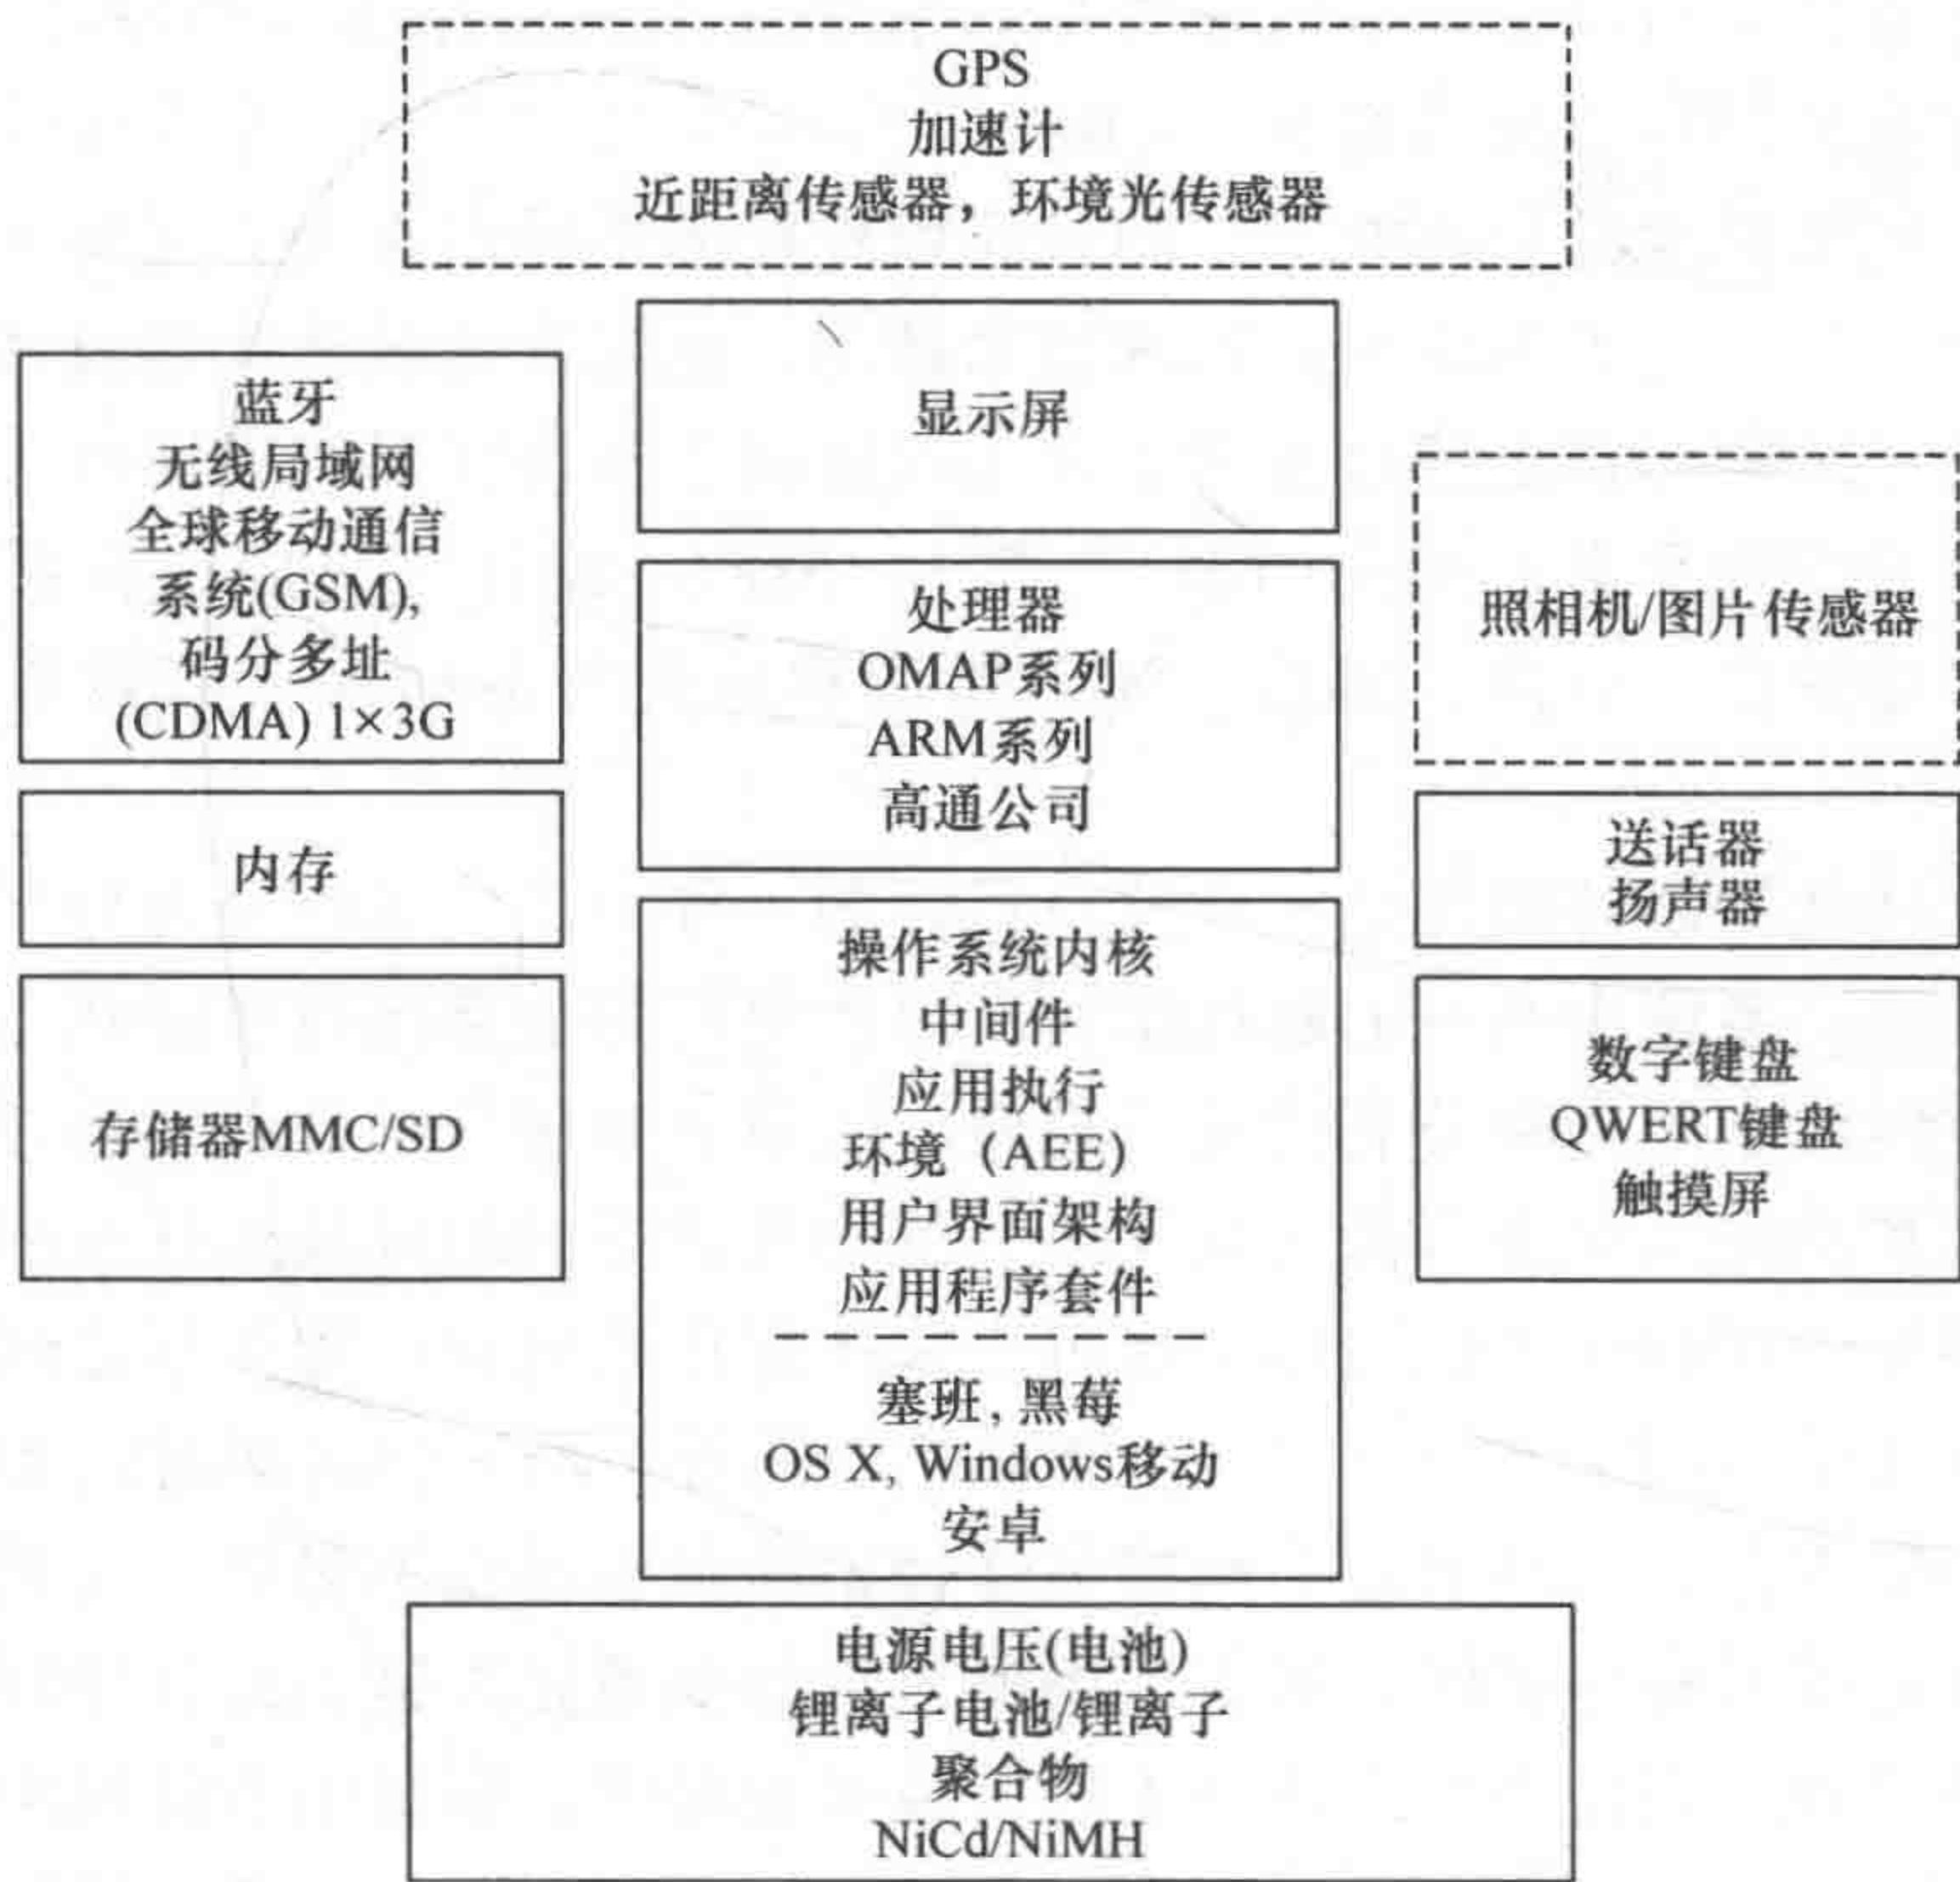 GPS
加速计
近距离传感器，环境光传感器
显示屏
蓝牙
无线局域网
全球移动通信
系统(GSM),
码分多址
(CDMA) 1×3G
处理器
OMAP系列
ARM系列
高通公司
照相机/图片传感器
内存
送话器
扬声器
存储器MMC/SD
操作系统内核
中间件
应用执行
环境（AEE）
用户界面架构
应用程序套件
塞班, 黑莓
OS X, Windows移动
安卓
数字键盘
QWERT键盘
触摸屏
电源电压(电池)
锂离子电池/锂离子
聚合物
NiCd/NiMH